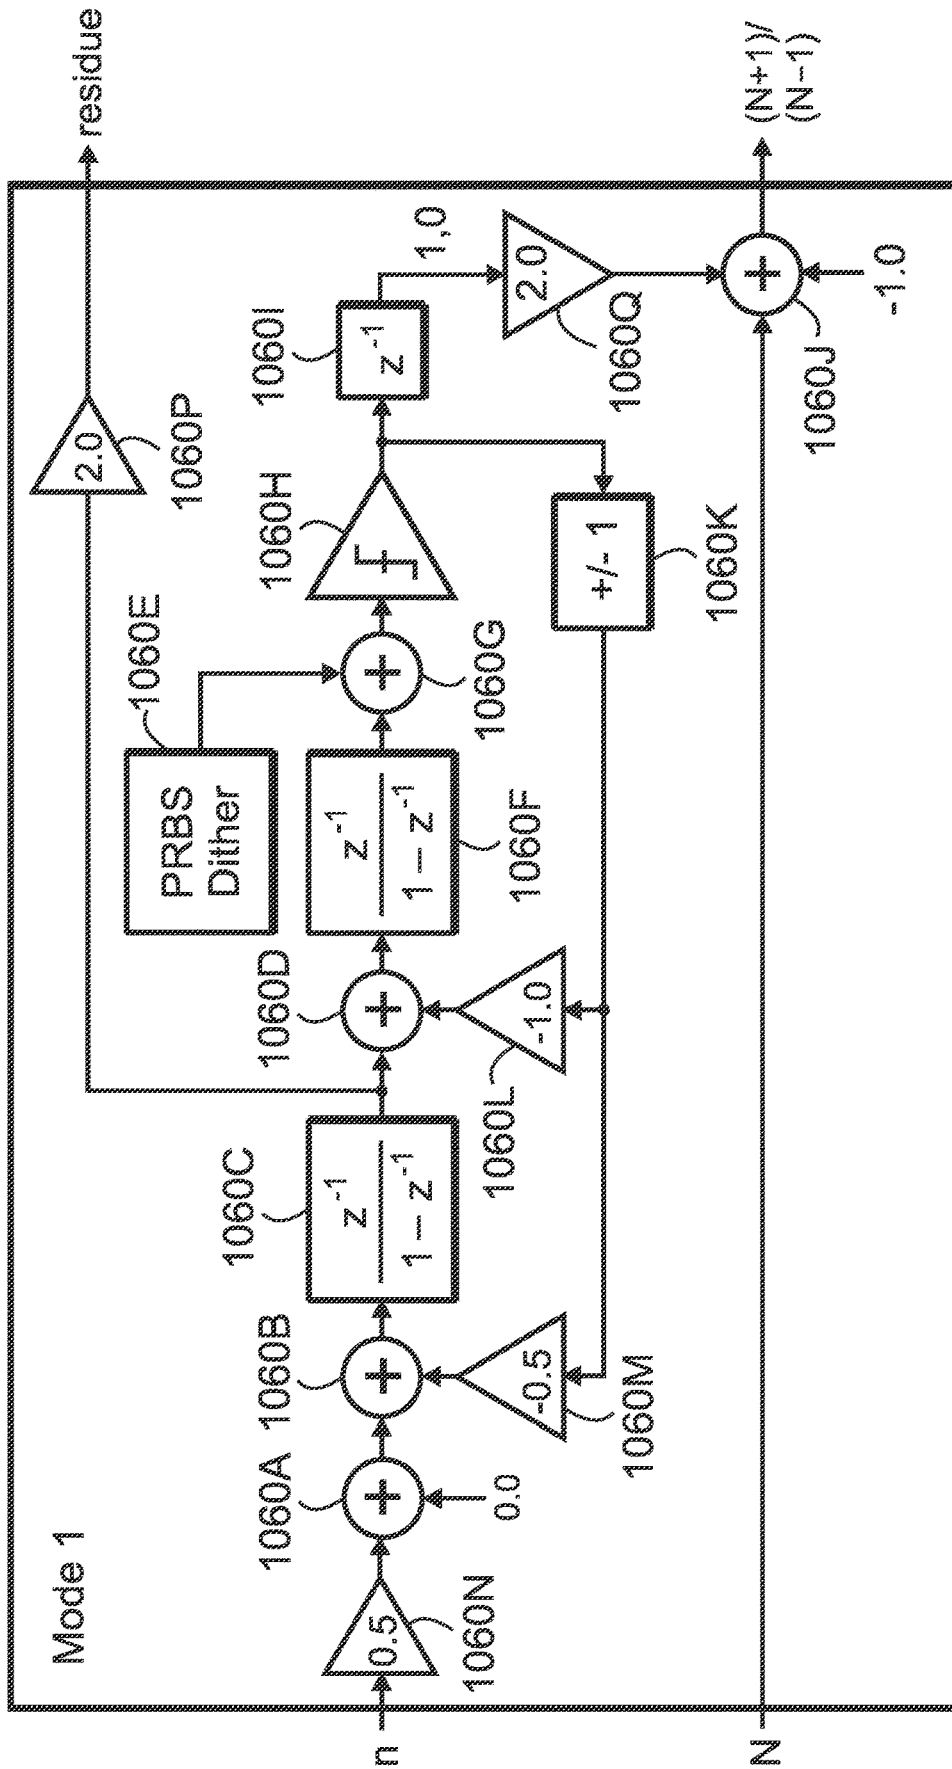 Mode 1
residue
2.0
1060P
1060E
PRBS
Dither
n
0.5
1060N
1060A
0.0
1060B
1060C
z⁻¹
1 – z⁻¹
1060D
1060F
z⁻¹
1 – z⁻¹
1060G
1060H
1060I
z⁻¹
1,0
2.0
1060Q
-0.5
1060M
-1.0
1060L
+/- 1
1060K
N
1060J
-1.0
(N+1)/
(N–1)